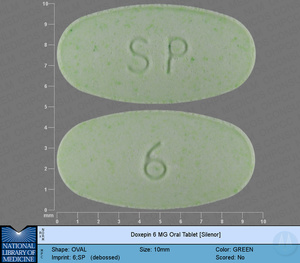 SP
6
Doxepin 6 MG Oral Tablet [Silenor]
NATIONAL
LIBRARY OF
MEDICINE
Shape: OVAL
Size: 10mm
Color: GREEN
Imprint: 6;SP (debossed)
Scored: No